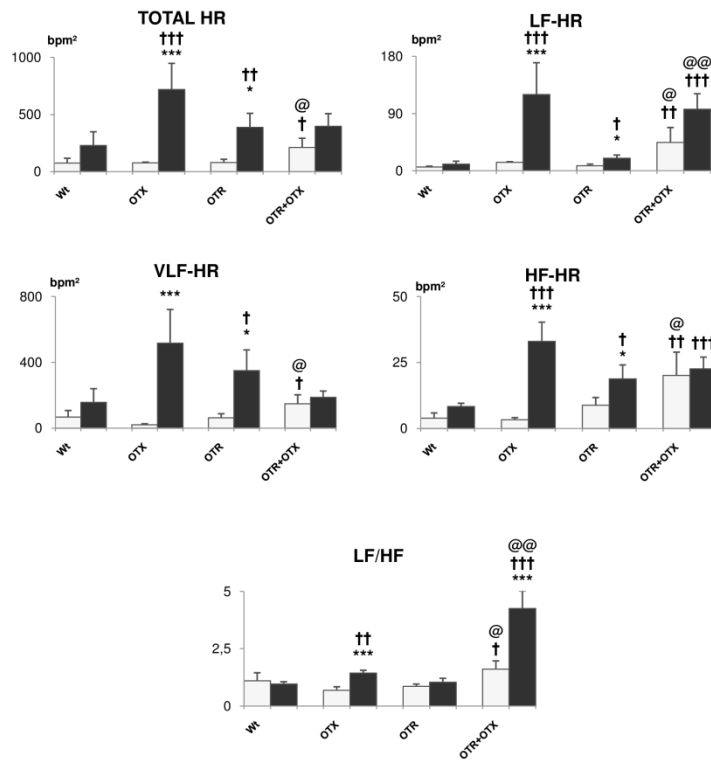 TOTAL HR
bpm²
1000
500
0
†††
***
††
*
@
†
Wt
OTX
OTR
OTR+OTX
LF-HR
bpm²
180
90
0
†††
***
†
*
@
††
@@
†††
Wt
OTX
OTR
OTR+OTX
VLF-HR
bpm²
800
400
0
***
†
*
@
†
Wt
OTX
OTR
OTR+OTX
HF-HR
bpm²
50
25
0
†††
***
†
*
@
††
†††
Wt
OTX
OTR
OTR+OTX
LF/HF
5
2,5
0
††
***
@
†
@@
†††
***
Wt
OTX
OTR
OTR+OTX